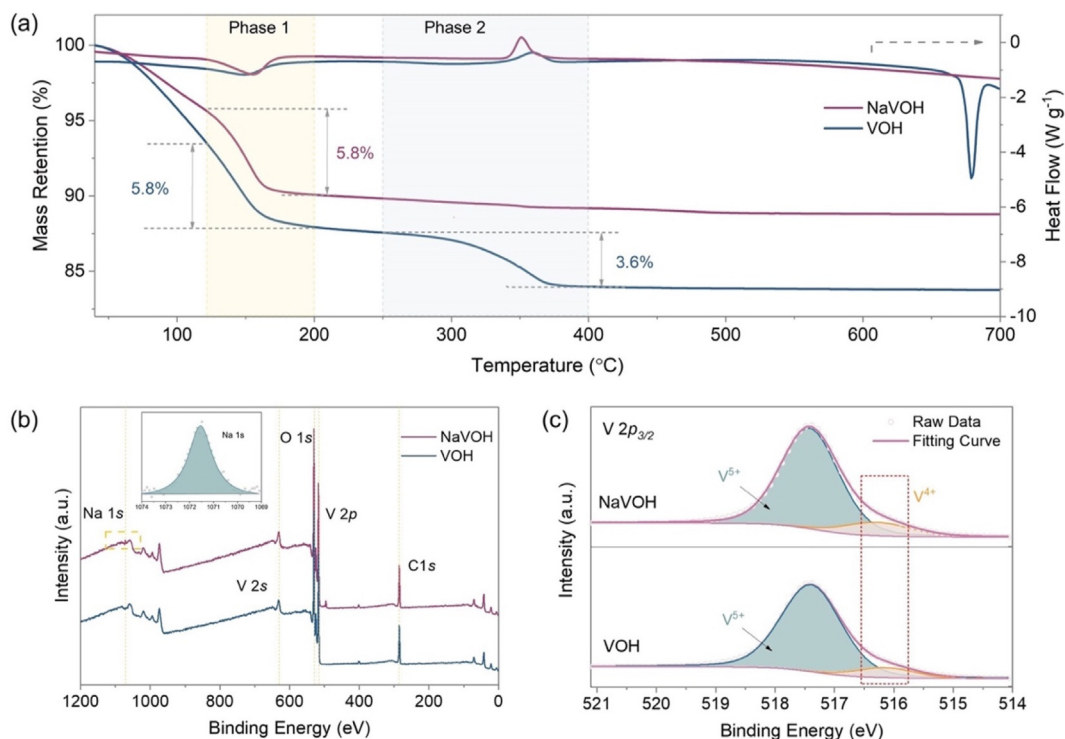 (a)
Phase 1
Phase 2
100
95
90
85
Mass Retention (%)
5.8%
5.8%
3.6%
NaVOH
VOH
0
-2
-4
-6
-8
-10
Heat Flow (W g⁻¹)
100
200
300
400
500
600
700
Temperature (°C)
(b)
Intensity (a.u.)
Na 1s
1074 1073 1072 1071 1070 1069
O 1s
NaVOH
VOH
Na 1s
V 2p
V 2s
C1s
1200 1000 800 600 400 200 0
Binding Energy (eV)
(c)
Intensity (a.u.)
V 2p3/2
Raw Data
Fitting Curve
V5+
V4+
NaVOH
V5+
VOH
521 520 519 518 517 516 515 514
Binding Energy (eV)